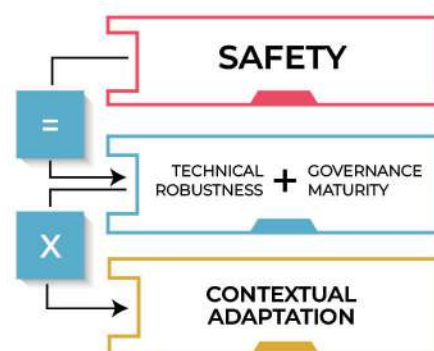 SAFETY
=
TECHNICAL ROBUSTNESS + GOVERNANCE MATURITY
X
CONTEXTUAL
ADAPTATION